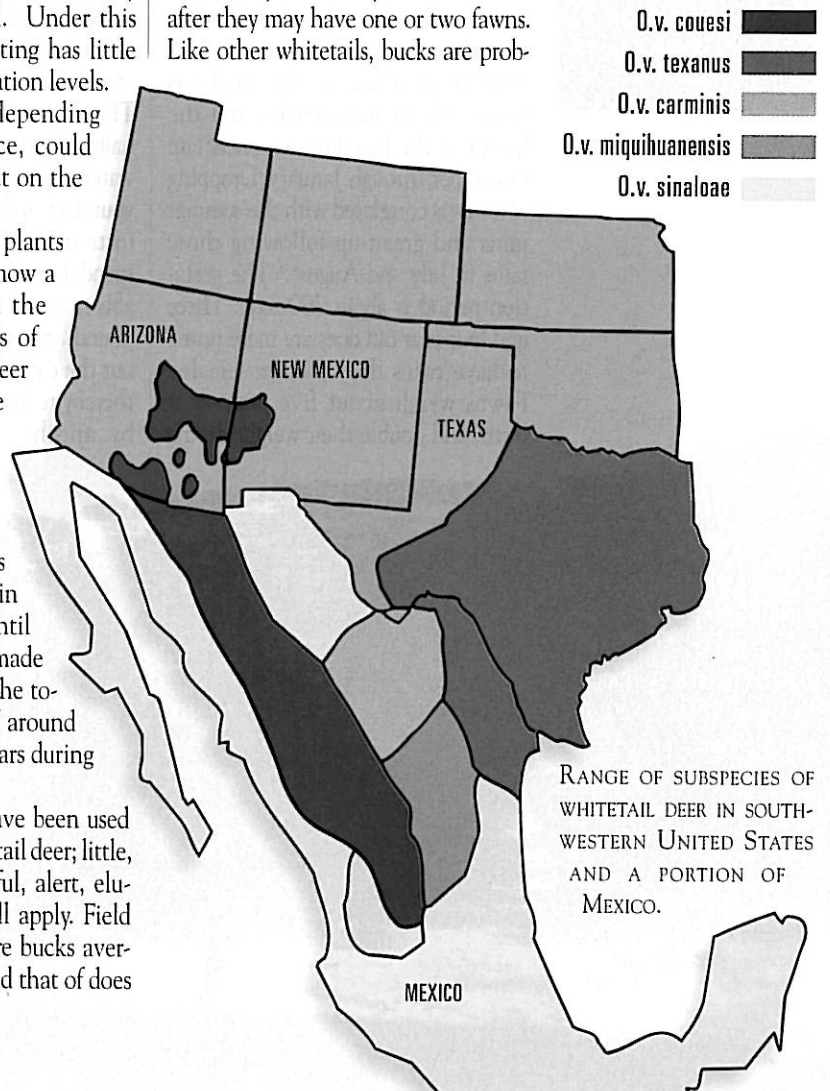 . Under this
ting has little
ation levels.
depending
ce, could
t on the
plants
now a
the
s of
eer
e
s
in
ntil
made
he to-
around
ars during
ave been used
tail deer; little,
ful, alert, elu-
ll apply. Field
re bucks aver-
d that of does
after they may have one or two fawns.
Like other whitetails, bucks are prob-
O.v. couesi
O.v. texanus
O.v. carminis
O.v. miquihuanensis
O.v. sinaloae
ARIZONA
NEW MEXICO
TEXAS
MEXICO
RANGE OF SUBSPECIES OF
WHITETAIL DEER IN SOUTH-
WESTERN UNITED STATES
AND A PORTION OF
MEXICO.